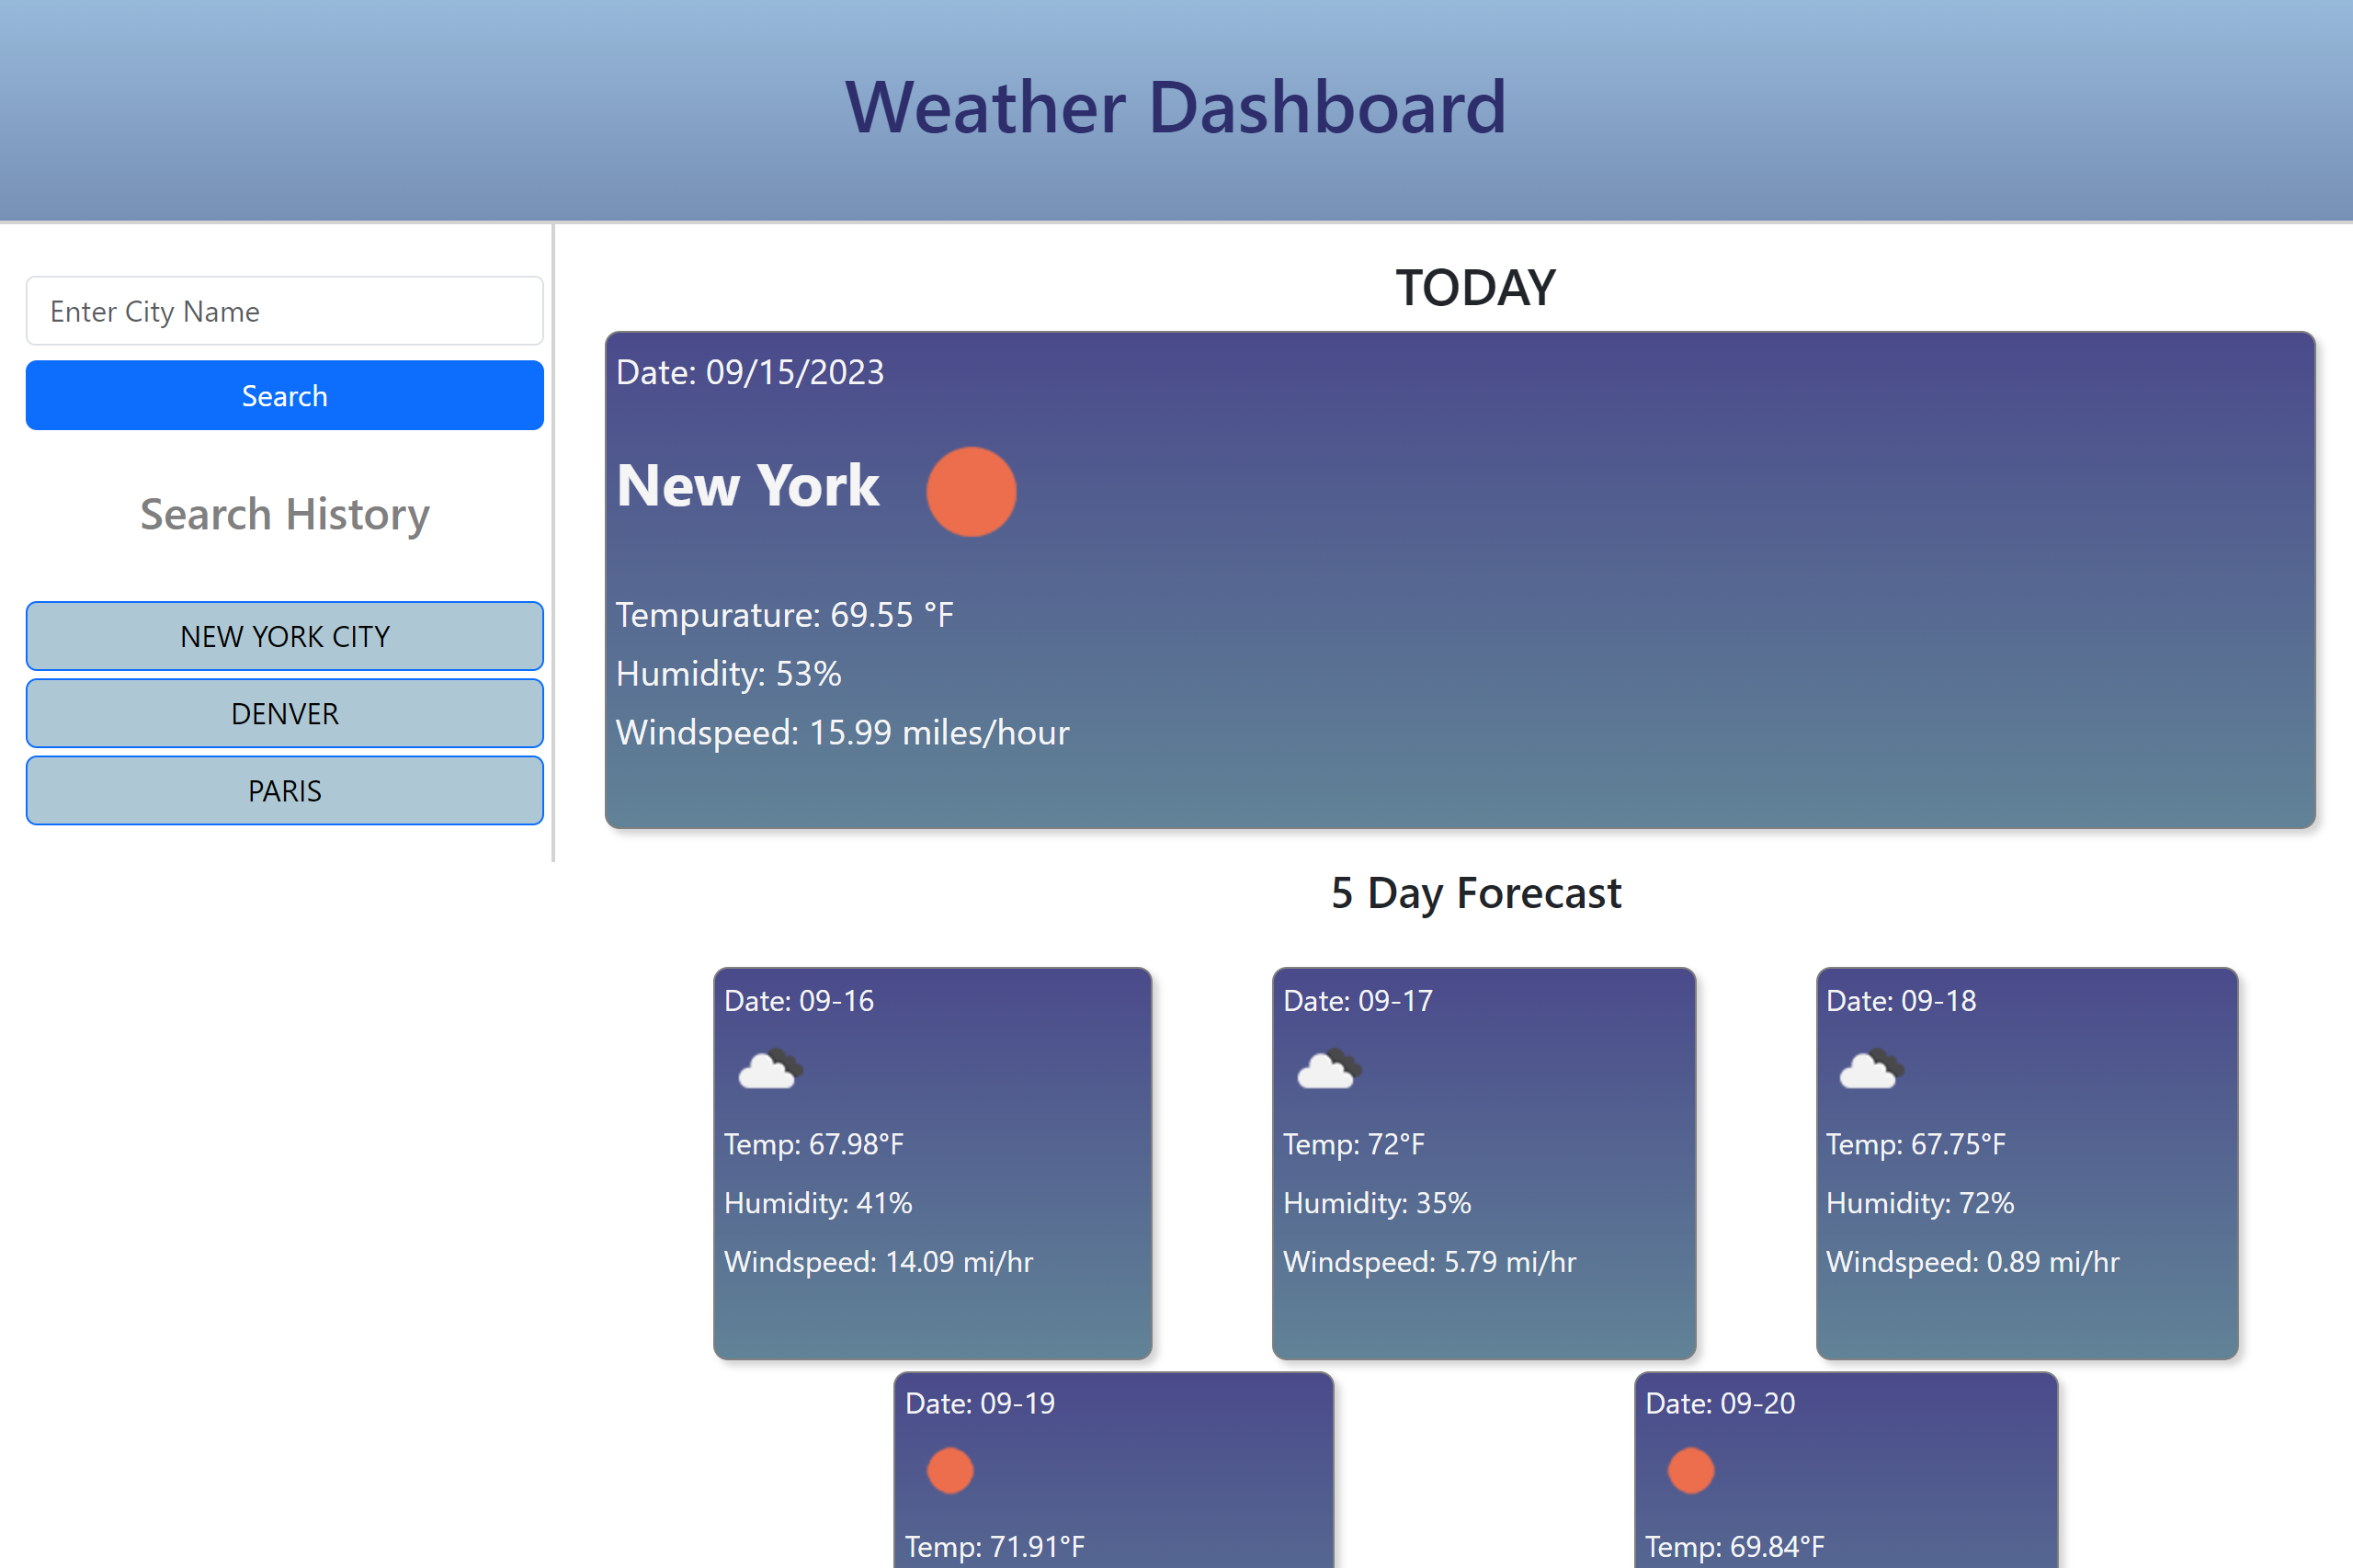 Weather Dashboard
Enter City Name
Search
Search History
NEW YORK CITY
DENVER
PARIS
TODAY
Date: 09/15/2023
New York
Tempurature: 69.55 °F
Humidity: 53%
Windspeed: 15.99 miles/hour
5 Day Forecast
Date: 09-16
Temp: 67.98°F
Humidity: 41%
Windspeed: 14.09 mi/hr
Date: 09-17
Temp: 72°F
Humidity: 35%
Windspeed: 5.79 mi/hr
Date: 09-18
Temp: 67.75°F
Humidity: 72%
Windspeed: 0.89 mi/hr
Date: 09-19
Temp: 71.91°F
Date: 09-20
Temp: 69.84°F